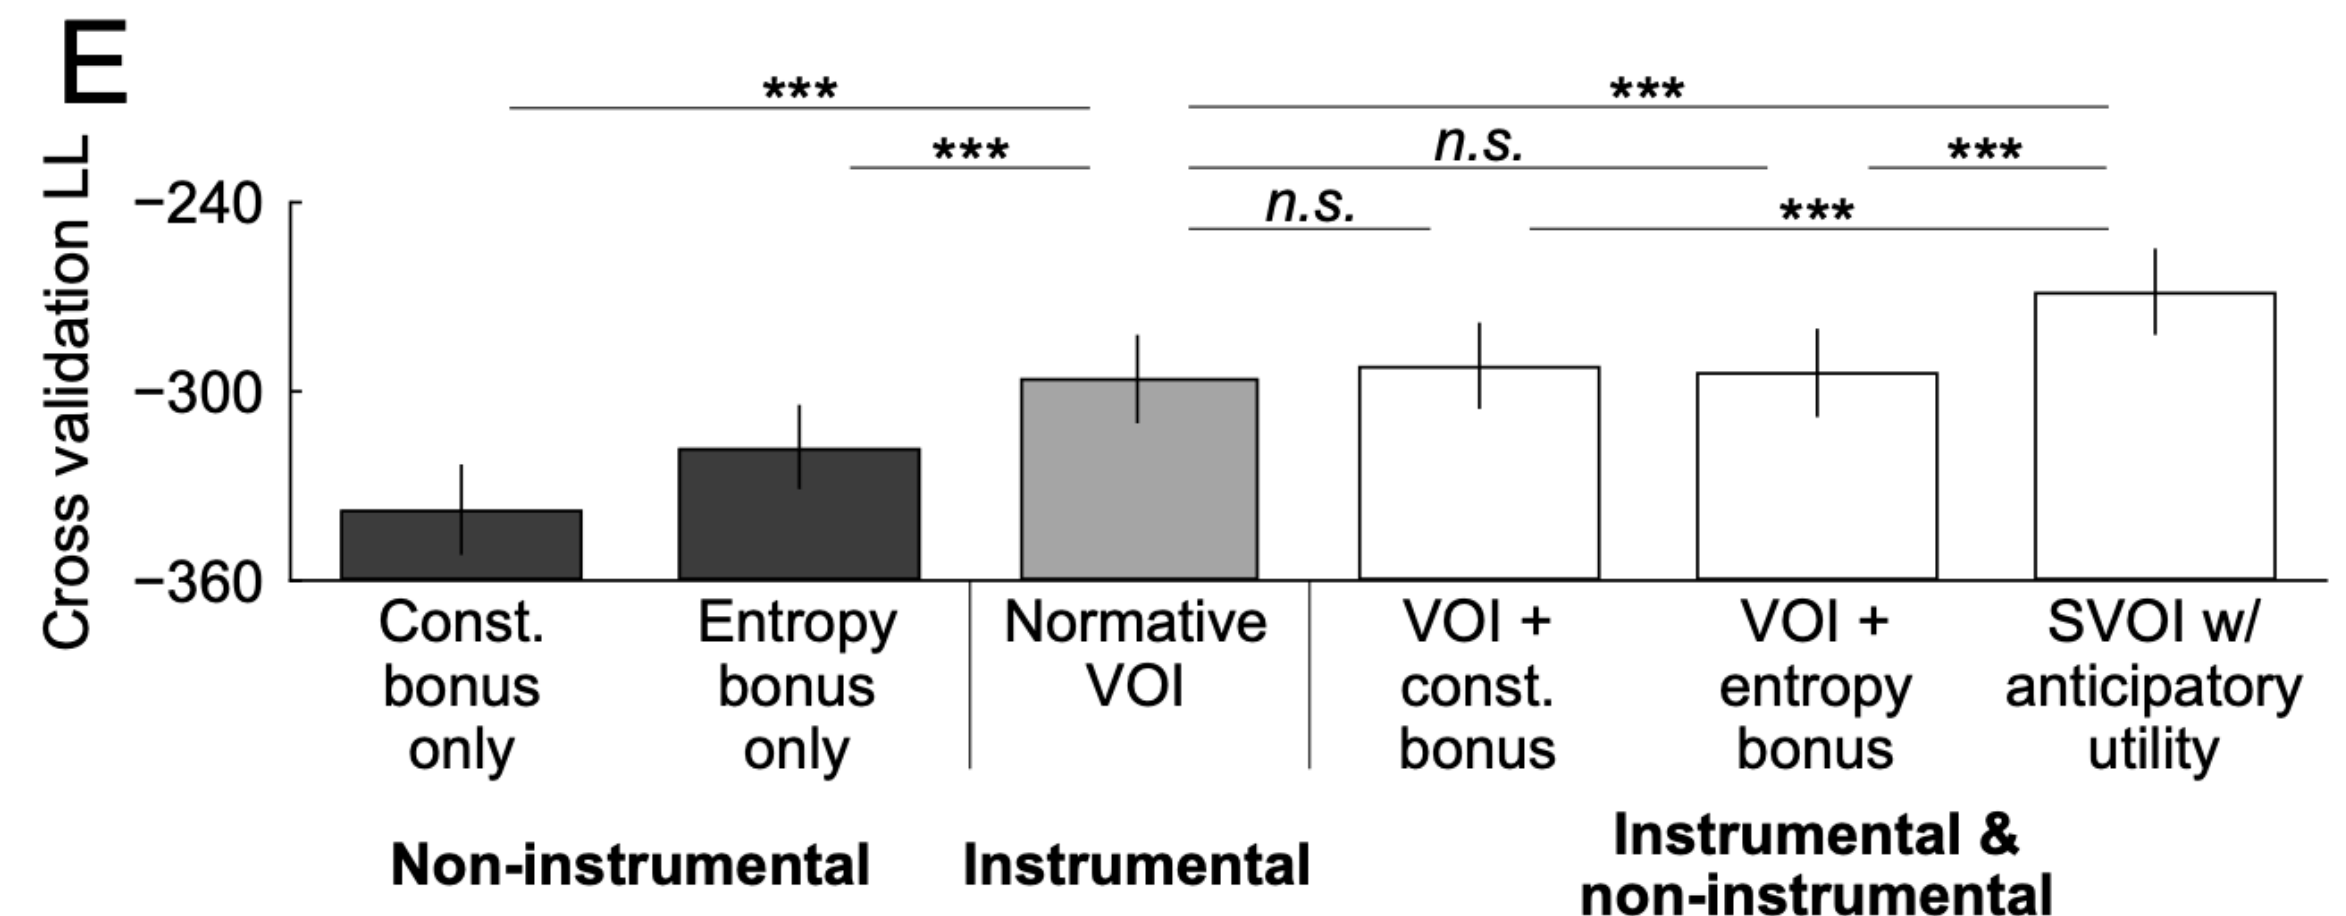 E
*** ***
n.s.
*** ***
n.s.
***
Cross validation LL
−240
−300
−360
Const.
bonus
only
Entropy
bonus
only
Normative
VOI
VOI +
const.
bonus
VOI +
entropy
bonus
SVOI w/
anticipatory
utility
Non-instrumental
Instrumental
Instrumental &
non-instrumental